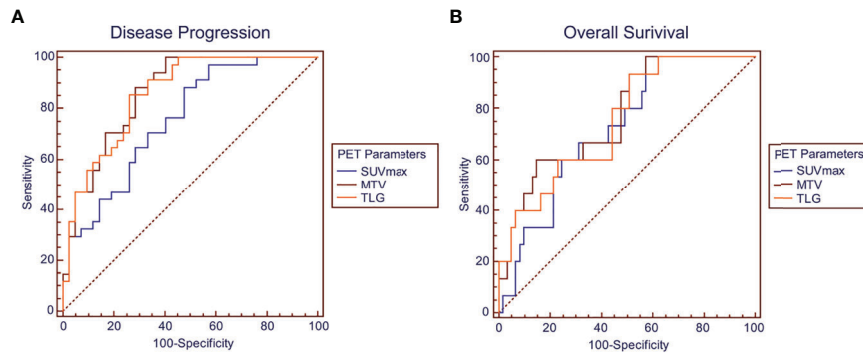 A
Disease Progression
100
80
60
40
20
0
Sensitivity
0 20 40 60 80 100
100-Specificity
PET Parameters
SUVmax
MTV
TLG
B
Overall Surivival
100
80
60
40
20
0
Sensitivity
0 20 40 60 80 100
100-Specificity
PET Parameters
SUVmax
MTV
TLG